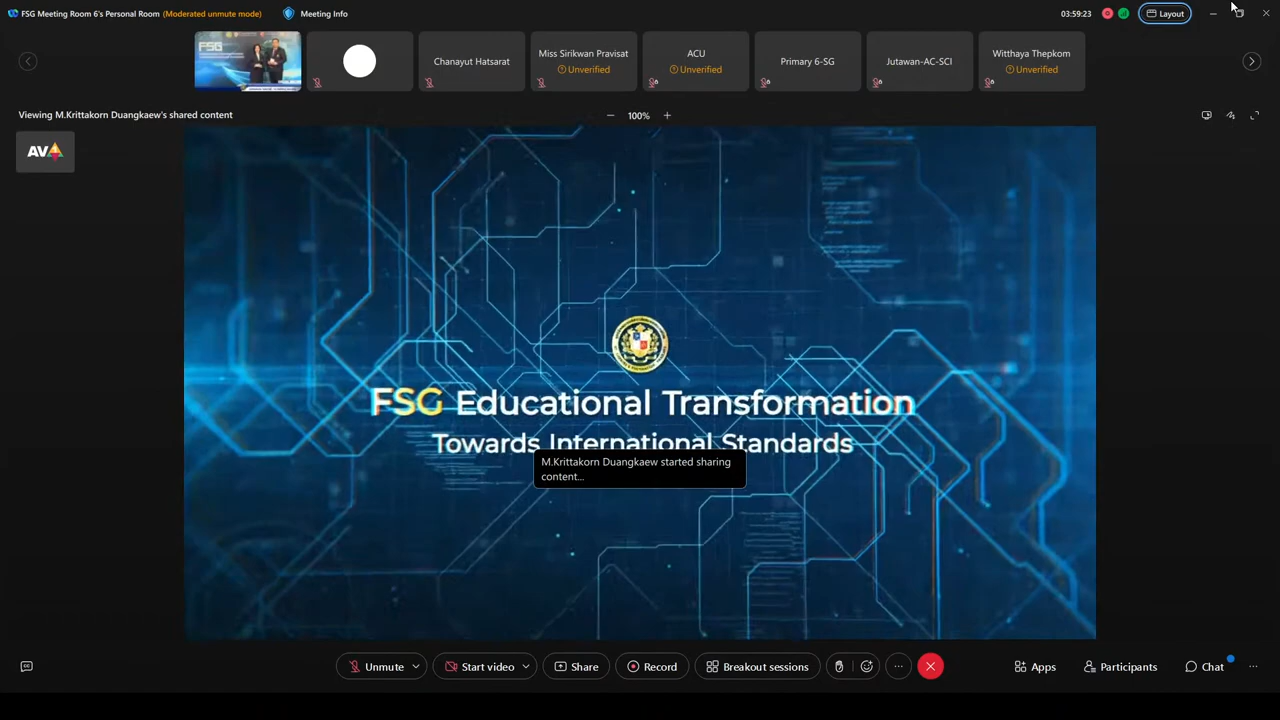 FSG Meeting Room 6's Personal Room (Moderated unmute mode)
Meeting Info
03:59:23
Layout
FSG
Chanayut Hatsarat
Miss Sirikwan Pravisat
Unverified
ACU
Unverified
Primary 6-SG
Jutawan-AC-SCI
Witthaya Thepkom
Unverified
Viewing M.Krittakorn Duangkaew's shared content
100%
AV
FSG Educational Transformation
Towards International Standards
M.Krittakorn Duangkaew started sharing
content...
Unmute
Start video
Share
Record
Breakout sessions
Apps
Participants
Chat